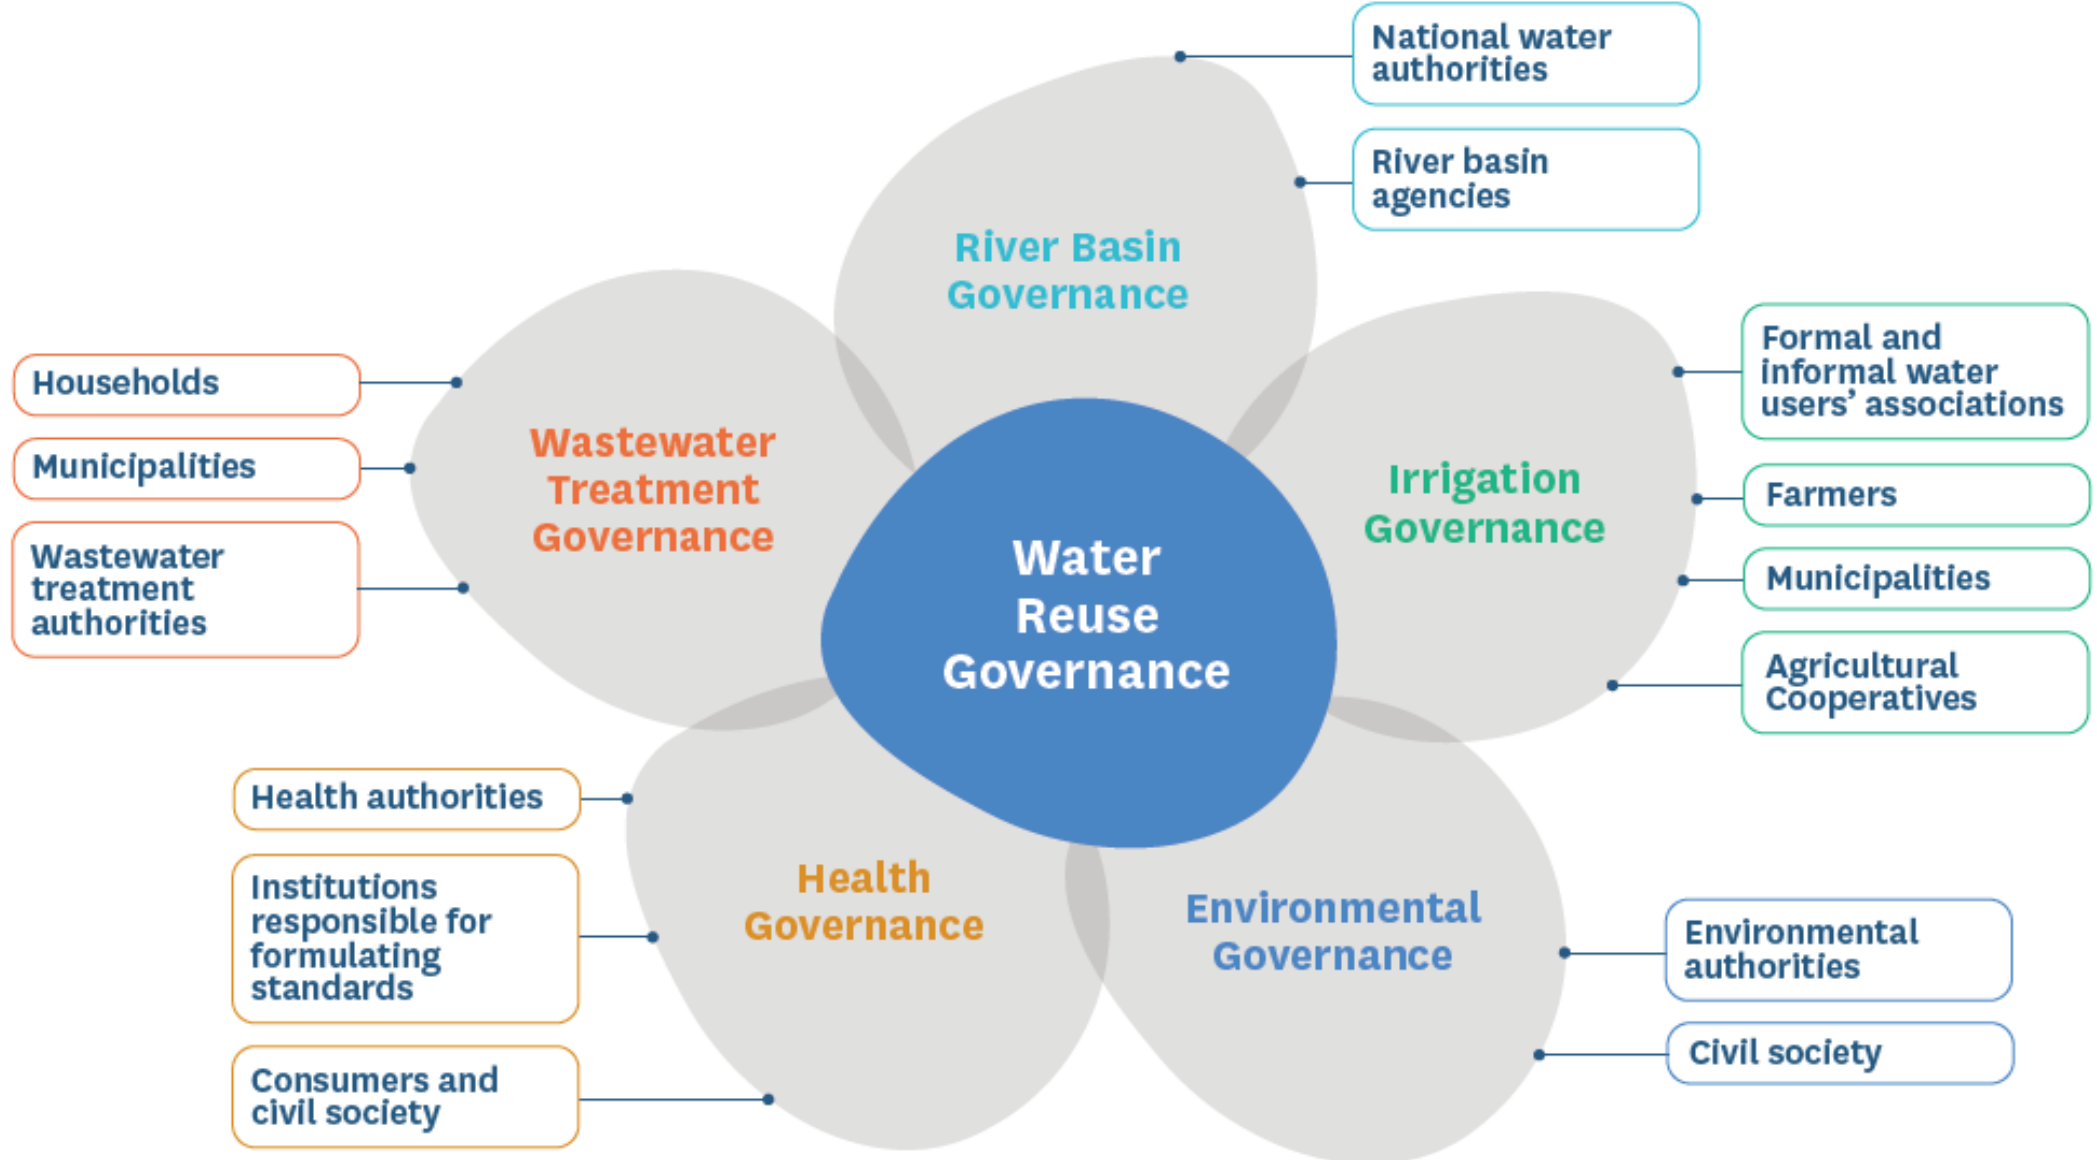 National water
authorities
River basin
agencies
River Basin
Governance
Formal and
informal water
users’ associations
Farmers
Municipalities
Agricultural
Cooperatives
Irrigation
Governance
Households
Municipalities
Wastewater
treatment
authorities
Wastewater
Treatment
Governance
Water
Reuse
Governance
Health authorities
Institutions
responsible for
formulating
standards
Consumers and
civil society
Health
Governance
Environmental
Governance
Environmental
authorities
Civil society